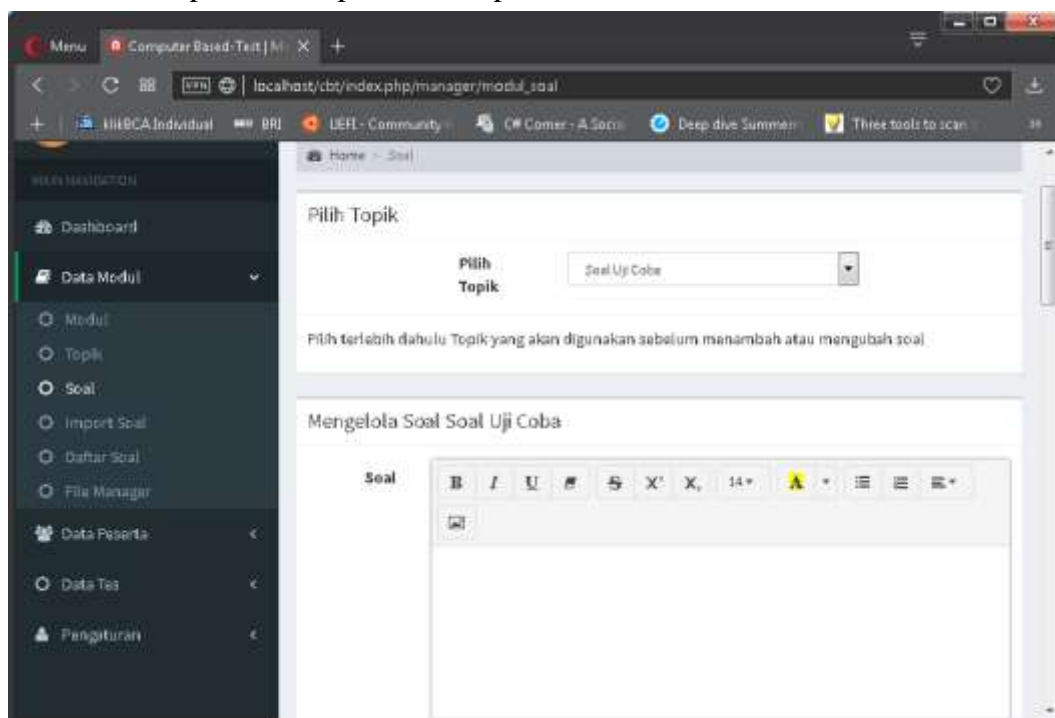 Menu
Computer Based-Test | M
localhost/cbt/index.php/manager/modul_soal
klikBCA Individual
BRI
UEFI - Community
C# Corner - A Socia
Deep dive Summer
Three tools to scan
Home > Soal
MAIN NAVIGATION
Dashboard
Data Modul
Modul
Topik
Soal
Import Soal
Daftar Soal
File Manager
Data Peserta
Data Tes
Pengaturan
Pilih Topik
Pilih
Topik
Soal Uji Coba
Pilih terlebih dahulu Topik yang akan digunakan sebelum menambah atau mengubah soal
Mengelola Soal Soal Uji Coba
Soal
B I U S X X 14 A